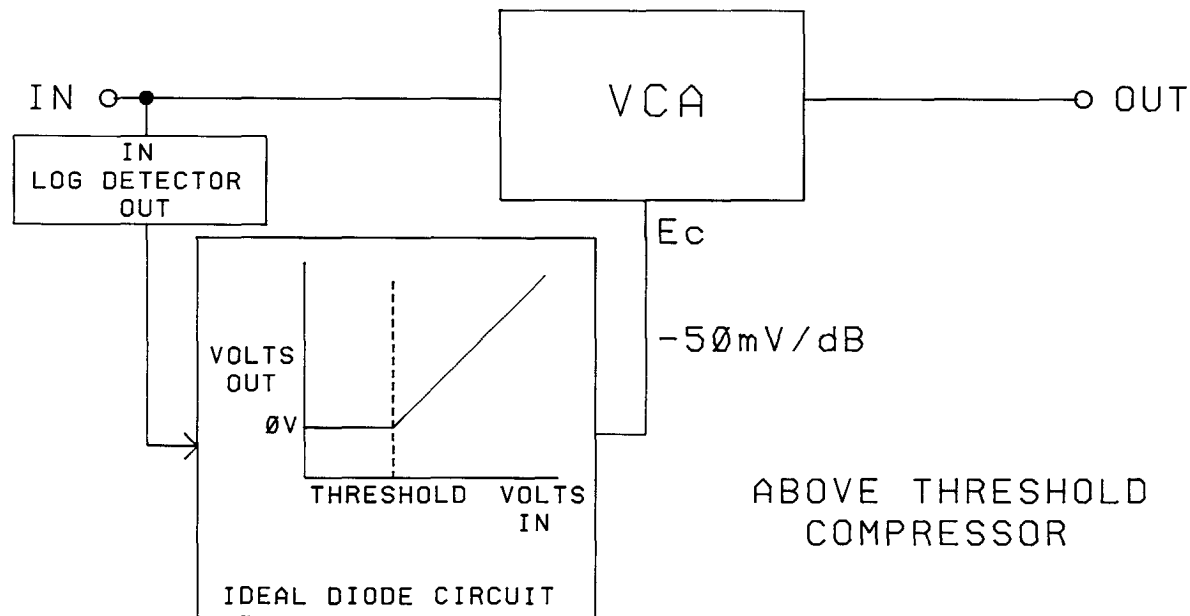 IN
VCA
OUT
IN
LOG DETECTOR
OUT
Ec
-50mV/dB
VOLTS
OUT
0V
THRESHOLD
VOLTS
IN
ABOVE THRESHOLD
COMPRESSOR
IDEAL DIODE CIRCUIT